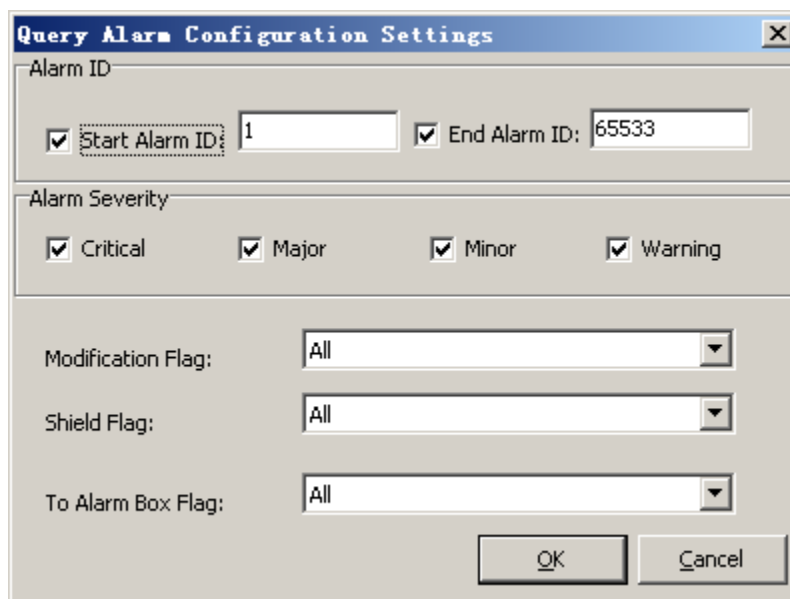 Query Alarm Configuration Settings
Alarm ID
Start Alarm ID: 1 End Alarm ID: 65533
Alarm Severity
Critical Major Minor Warning
Modification Flag: All
Shield Flag: All
To Alarm Box Flag: All
OK Cancel